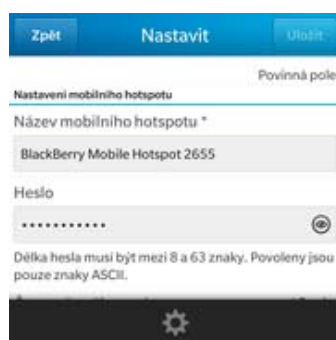 Zpět
Nastavit
Uložit
Povinná pole
Nastavení mobilního hotspotu
Název mobilního hotspotu *
BlackBerry Mobile Hotspot 2655
Heslo
•••••••••••
Délka hesla musí být mezi 8 a 63 znaky. Povoleny jsou
pouze znaky ASCII.